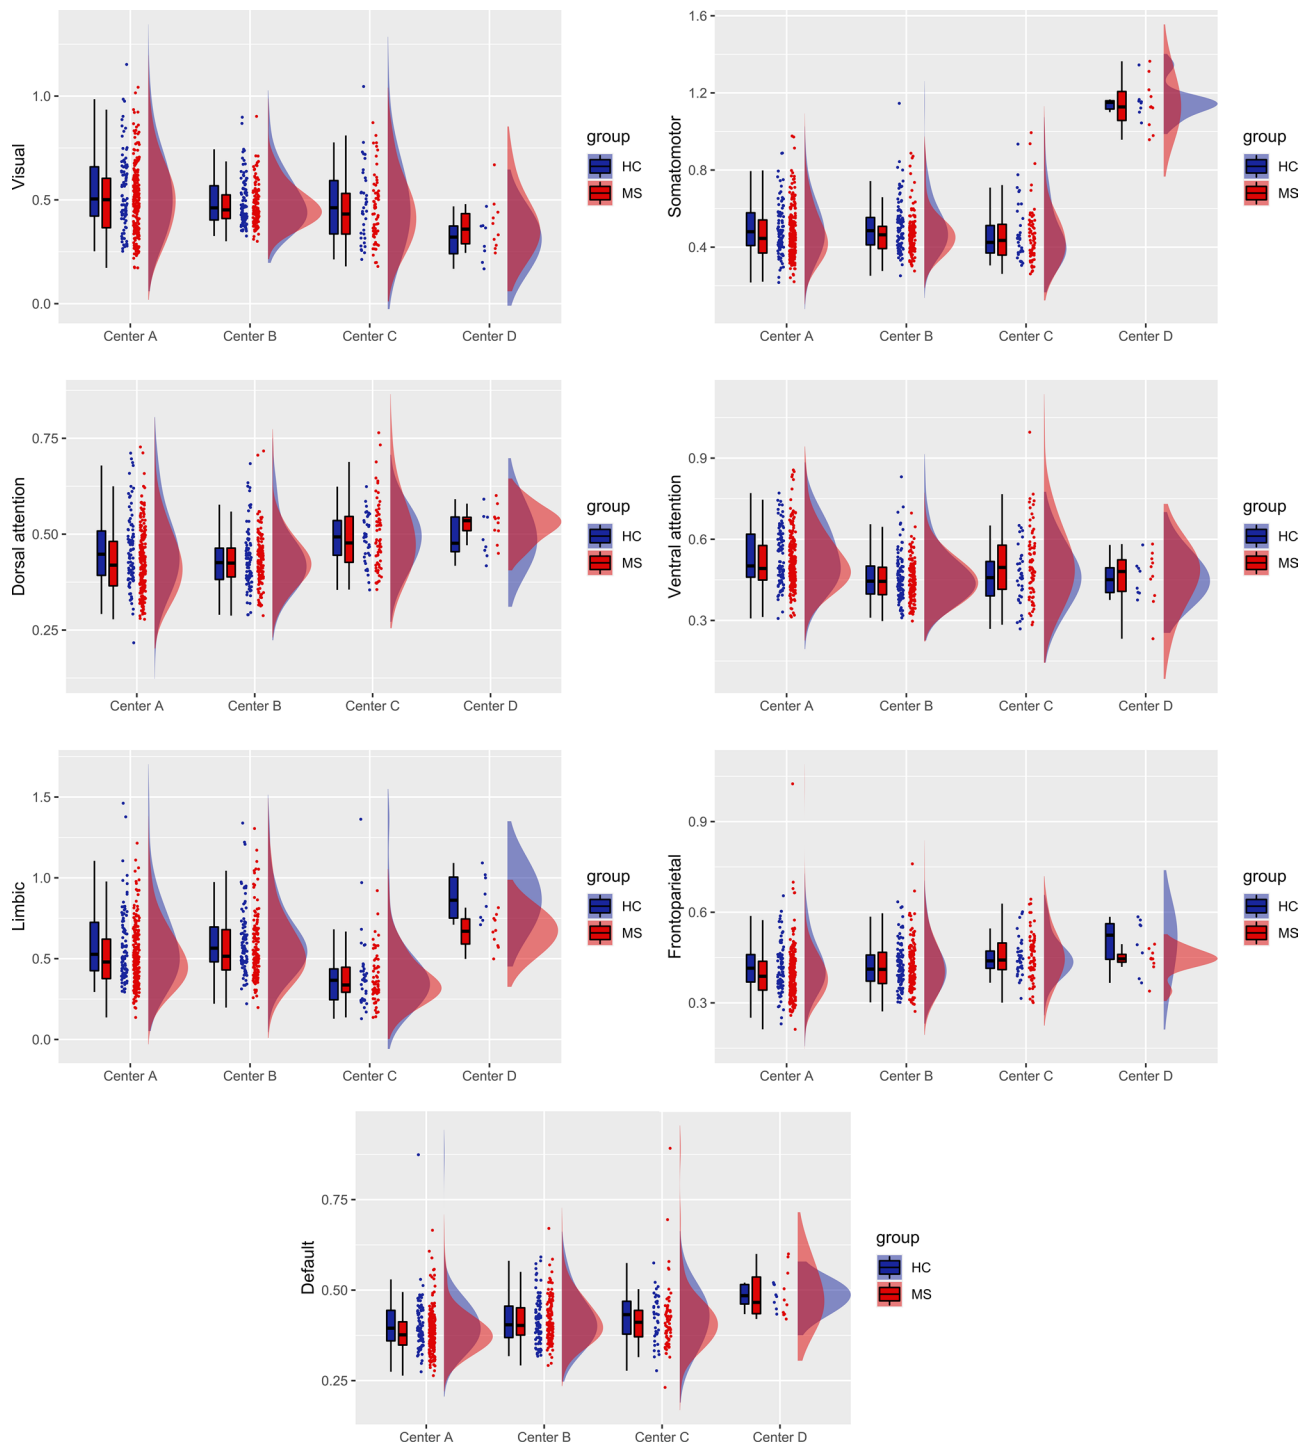 Visual
1.0
0.5
0.0
Center A Center B Center C Center D
group
HC
MS
Somatomotor
1.6
1.2
0.8
0.4
Center A Center B Center C Center D
group
HC
MS
Dorsal attention
0.75
0.50
0.25
Center A Center B Center C Center D
group
HC
MS
Ventral attention
0.9
0.6
0.3
Center A Center B Center C Center D
group
HC
MS
Limbic
1.5
1.0
0.5
0.0
Center A Center B Center C Center D
group
HC
MS
Frontoparietal
0.9
0.6
0.3
Center A Center B Center C Center D
group
HC
MS
Default
0.75
0.50
0.25
Center A Center B Center C Center D
group
HC
MS